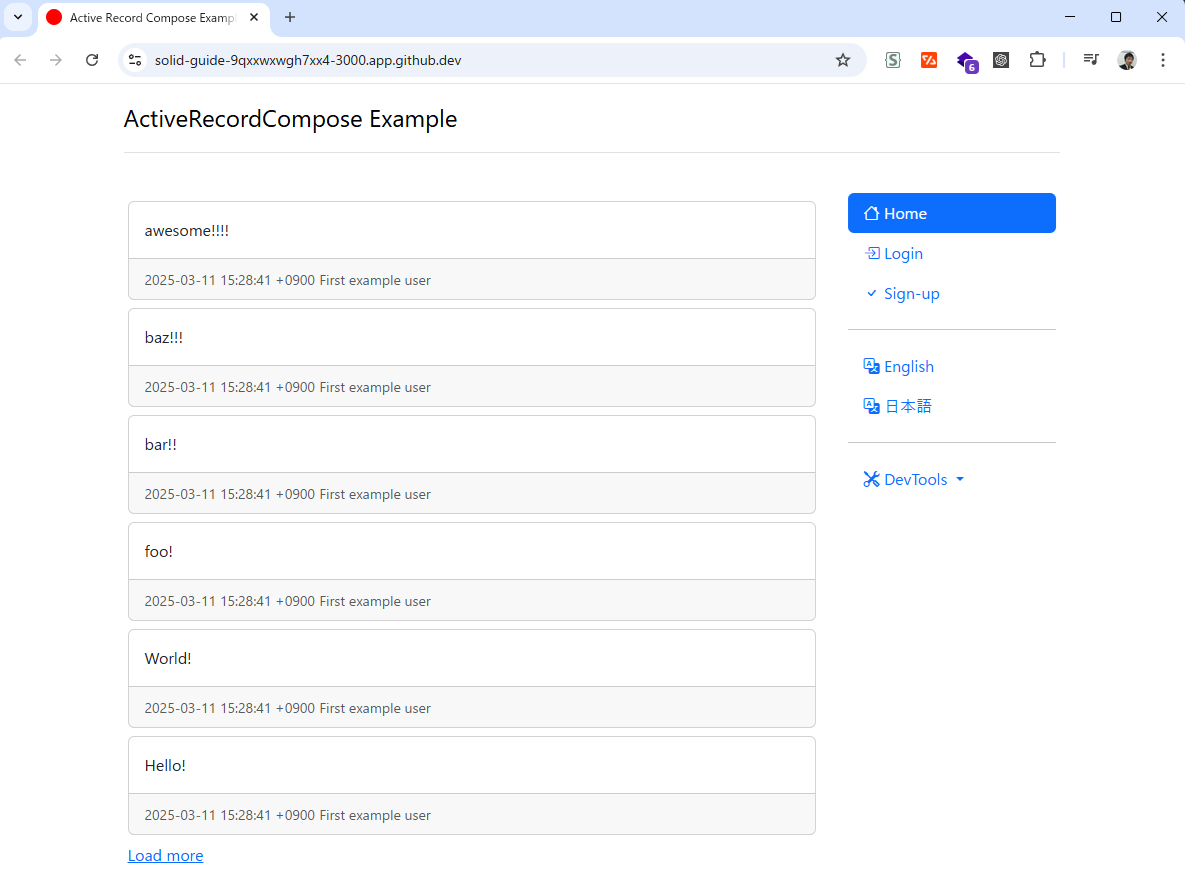 Active Record Compose Examp
solid-guide-9qxxwxwgh7xx4-3000.app.github.dev
6
ActiveRecordCompose Example
awesome!!!!
2025-03-11 15:28:41 +0900 First example user
baz!!!
2025-03-11 15:28:41 +0900 First example user
bar!!
2025-03-11 15:28:41 +0900 First example user
foo!
2025-03-11 15:28:41 +0900 First example user
World!
2025-03-11 15:28:41 +0900 First example user
Hello!
2025-03-11 15:28:41 +0900 First example user
Load more
Home
Login
Sign-up
English
日本語
DevTools